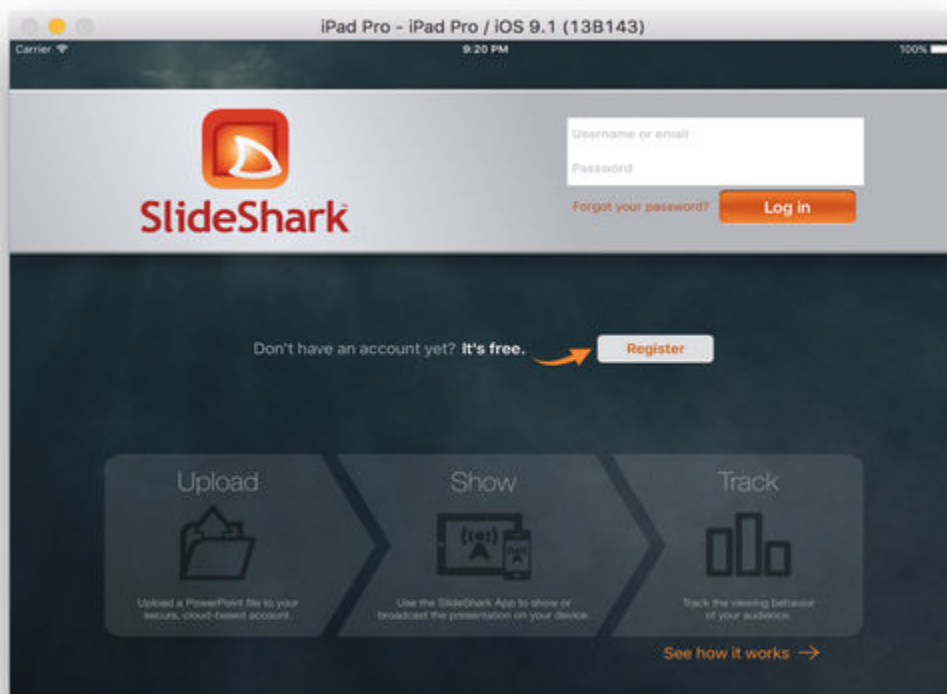 iPad Pro - iPad Pro / iOS 9.1 (13B143)
Carrier 9:20 PM 100%
SlideShark™
Username or email
Password
Forgot your password? Log in
Don't have an account yet? It's free. Register
Upload
Show
Track
Upload a PowerPoint file to your
secure, cloud-based account.
Use the SlideShark App to show or
broadcast the presentation on your device.
Track the viewing behavior
of your audience.
See how it works →